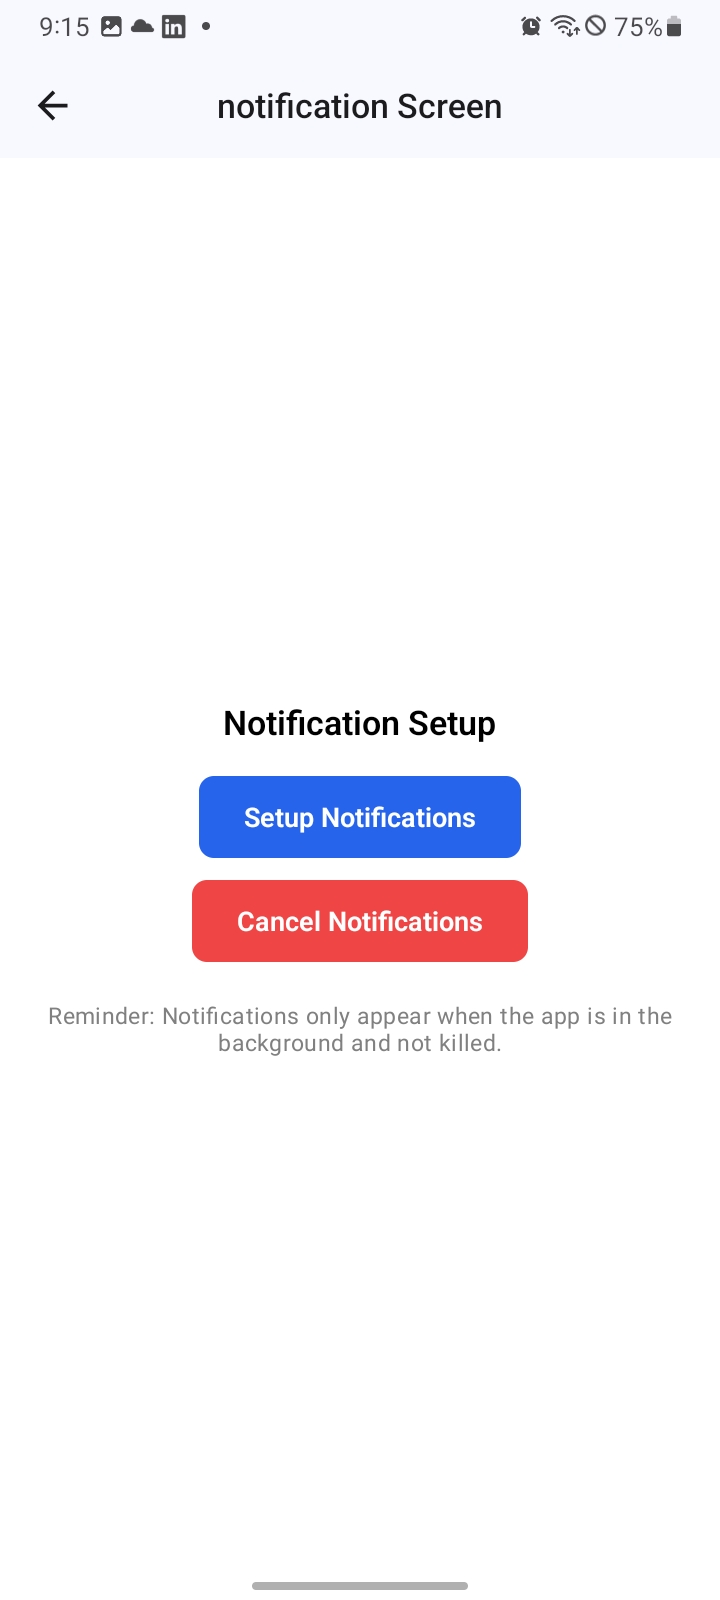 9:15 in 75%
notification Screen
Notification Setup
Setup Notifications
Cancel Notifications
Reminder: Notifications only appear when the app is in the
background and not killed.